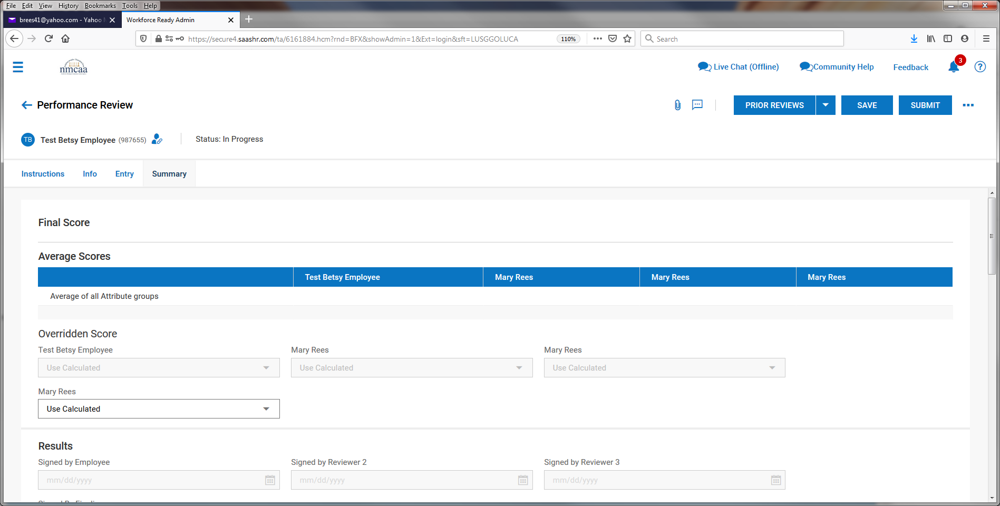 File Edit View History Bookmarks Tools Help
brees41@yahoo.com - Yahoo
Workforce Ready Admin
https://secure4.saashr.com/ta/6161884.hcm?rnd=BFX&showAdmin=1&Ext=login&sft=LUSGGOLUCA
110%
Search
nmcaa
Live Chat (Offline)
Community Help
Feedback
3
Performance Review
PRIOR REVIEWS
SAVE
SUBMIT
TB
Test Betsy Employee (987655)
Status: In Progress
Instructions
Info
Entry
Summary
Final Score
Average Scores
Test Betsy Employee
Mary Rees
Mary Rees
Mary Rees
Average of all Attribute groups
Overridden Score
Test Betsy Employee
Mary Rees
Mary Rees
Use Calculated
Use Calculated
Use Calculated
Mary Rees
Use Calculated
Results
Signed by Employee
Signed by Reviewer 2
Signed by Reviewer 3
mm/dd/yyyy
mm/dd/yyyy
mm/dd/yyyy